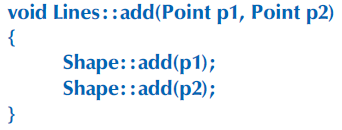 void Lines::add(Point p1, Point p2)
{
Shape::add(p1);
Shape::add(p2);
}